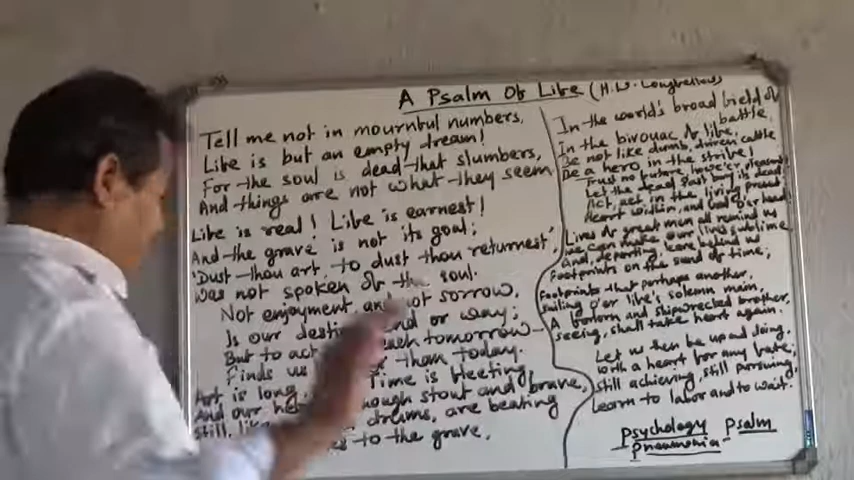 A Psalm Of Life (H.W. Longfellow)
Tell me not in mournful numbers,
Life is but an empty dream!
For the soul is dead that slumbers,
And things are not what they seem
Life is real! Life is earnest!
And the grave is not its goal;
'Dust thou art, to dust thou returnest'
Was not spoken of the soul.
Not enjoyment, and not sorrow,
Is our and or way;
But to act each tomorrow
Finds us than today.
Art is long, Time is fleeting
And our though stout and brave,
Still, drums, are beating
to the grave.
In the world's broad field of
battle,
In the bivouac of life,
Be not like dumb, driven cattle
Be a hero in the strife!
Trust no future, howe'er pleasant
Let the dead Past bury its dead
Act, act in the living present
Heart within, and God o'er head
Lives of great men all remind us
We can make our lives sublime
And, departing, leave behind us
Footprints on the sand of time;
Footprints that perhaps another,
Sailing o'er life's solemn main,
A forlorn and shipwrecked brother,
Seeing, shall take heart again.
Let us then be up and doing,
With a heart for any fate,
Still achieving, still pursuing,
Learn to labor and to wait.
Psychology Psalm
Pneumonia